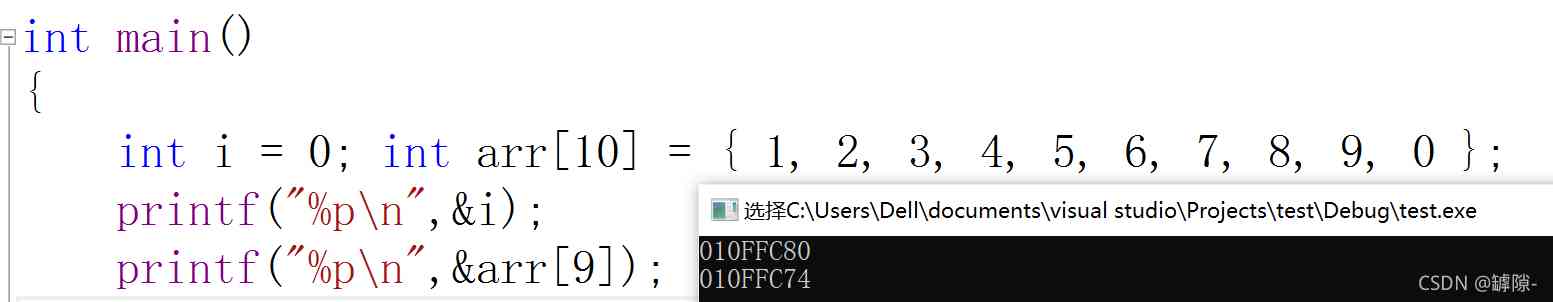 int main()
{
int i = 0; int arr[10] = { 1, 2, 3, 4, 5, 6, 7, 8, 9, 0 };
printf("%p\n",&i);
printf("%p\n",&arr[9]);
选择C:\Users\Dell\documents\visual studio\Projects\test\Debug\test.exe
010FFC80
010FFC74
CSDN @罅隙-